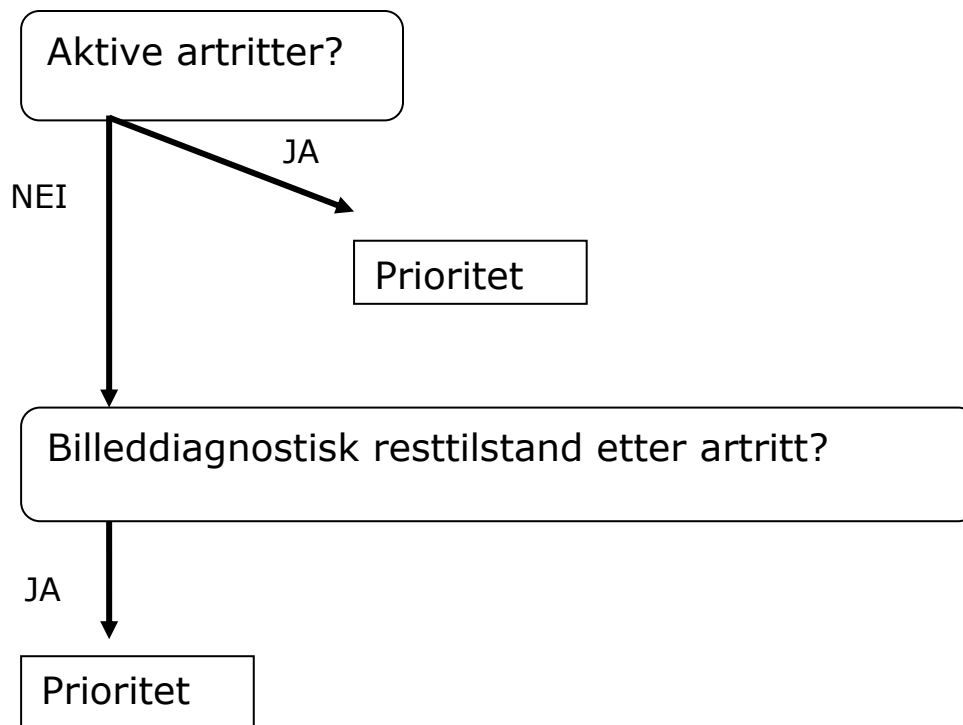 Aktive artritter?
JA
NEI
Prioritet
Billeddiagnostisk resttilstand etter artritt?
JA
Prioritet